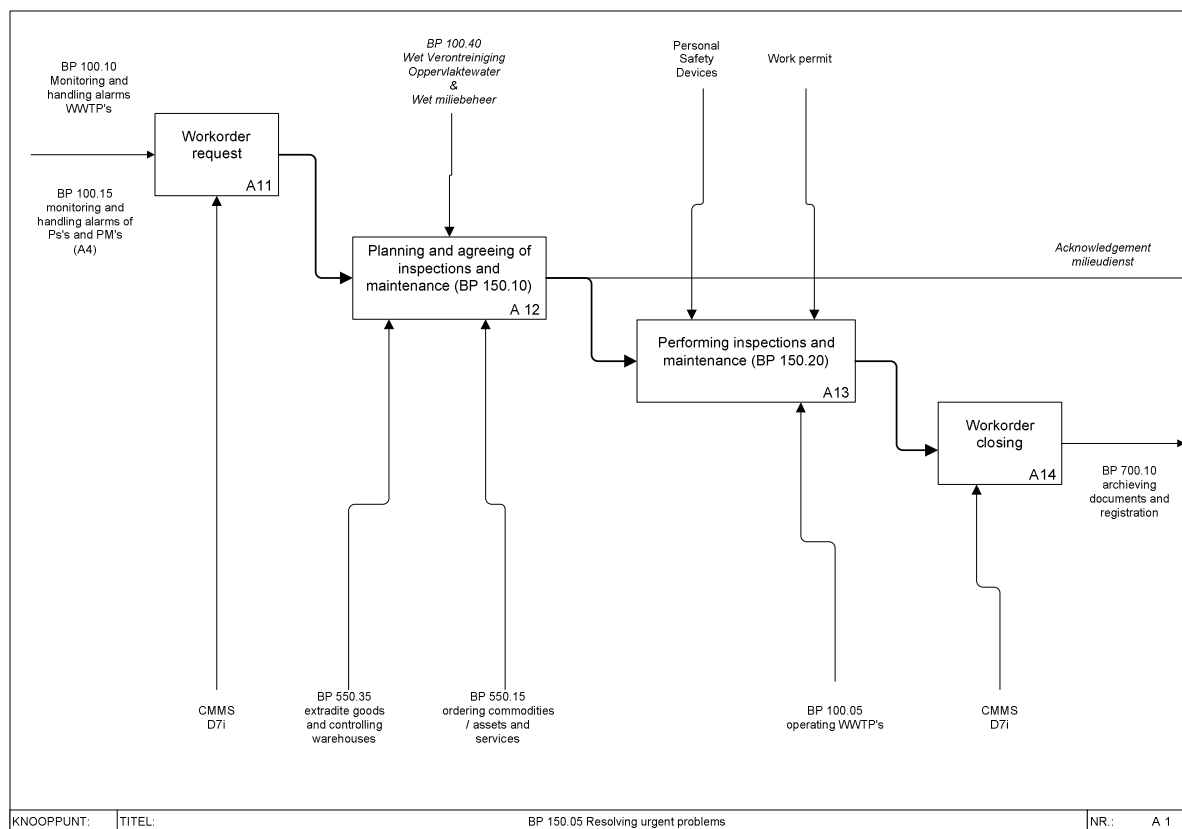 BP 100.10
Monitoring and
handling alarms
WWTP's
BP 100.15
monitoring and
handling alarms of
Ps's and PM's
(A4)
Workorder
request
A11
BP 100.40
Wet Verontreiniging
Oppervlaktewater
&
Wet miliebeheer
Personal
Safety
Devices
Work permit
Planning and agreeing of
inspections and
maintenance (BP 150.10)
A 12
Acknowledgement
milieudienst
Performing inspections and
maintenance (BP 150.20)
A13
Workorder
closing
A14
BP 700.10
archieving
documents and
registration
CMMS
D7i
BP 550.35
extradite goods
and controlling
warehouses
BP 550.15
ordering commodities
/ assets and
services
BP 100.05
operating WWTP's
CMMS
D7i
KNOOPPUNT: TITEL: BP 150.05 Resolving urgent problems NR.: A 1